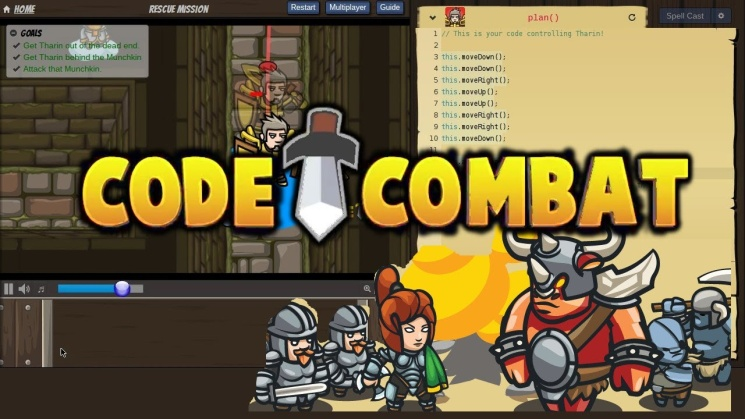 HOME
RESCUE MISSION
Restart
Multiplayer
Guide
GOALS
Get Tharin out of the dead end.
Get Tharin behind the Munchkin
Attack that Munchkin.
plan()
Spell Cast
1 // This is your code controlling Tharin!
2
3 this.moveDown();
4 this.moveDown();
5 this.moveRight();
6 this.moveUp();
7 this.moveUp();
8 this.moveRight();
9 this.moveRight();
10 this.moveDown();
CODE COMBAT